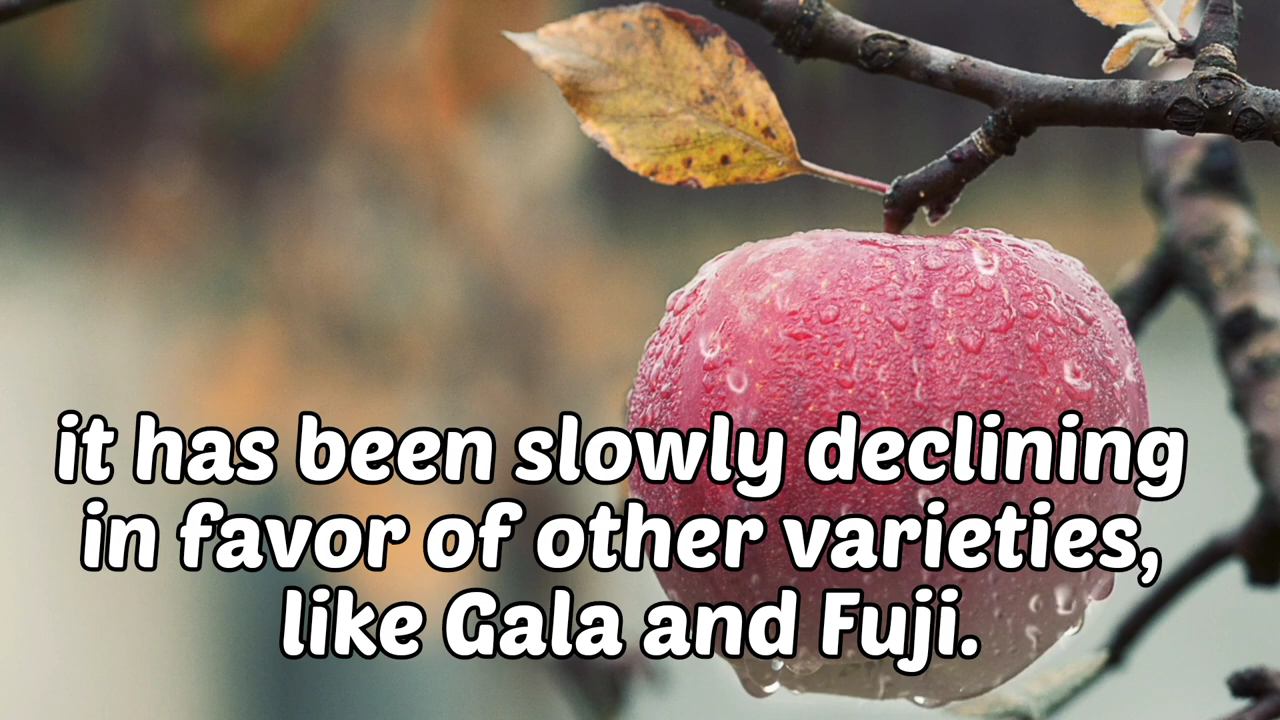 it has been slowly declining
in favor of other varieties,
like Gala and Fuji.